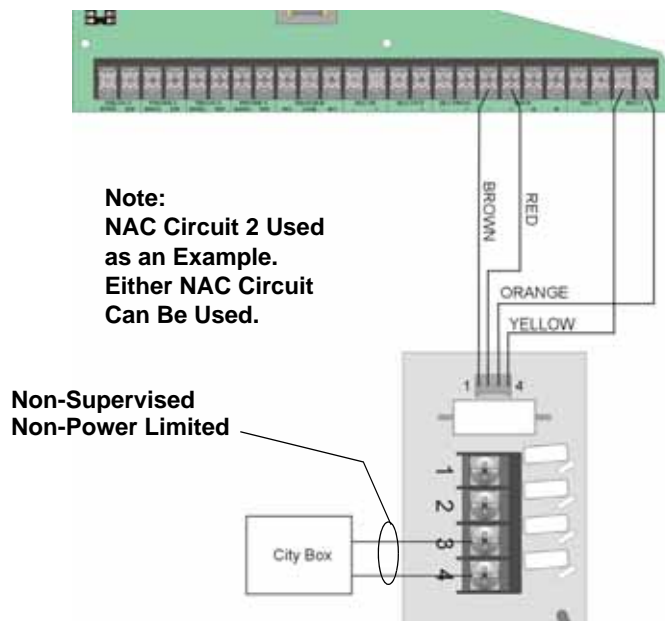 Note:
NAC Circuit 2 Used
as an Example.
Either NAC Circuit
Can Be Used.
BROWN
RED
ORANGE
YELLOW
1 4
Non-Supervised
Non-Power Limited
1
2
3
4
City Box